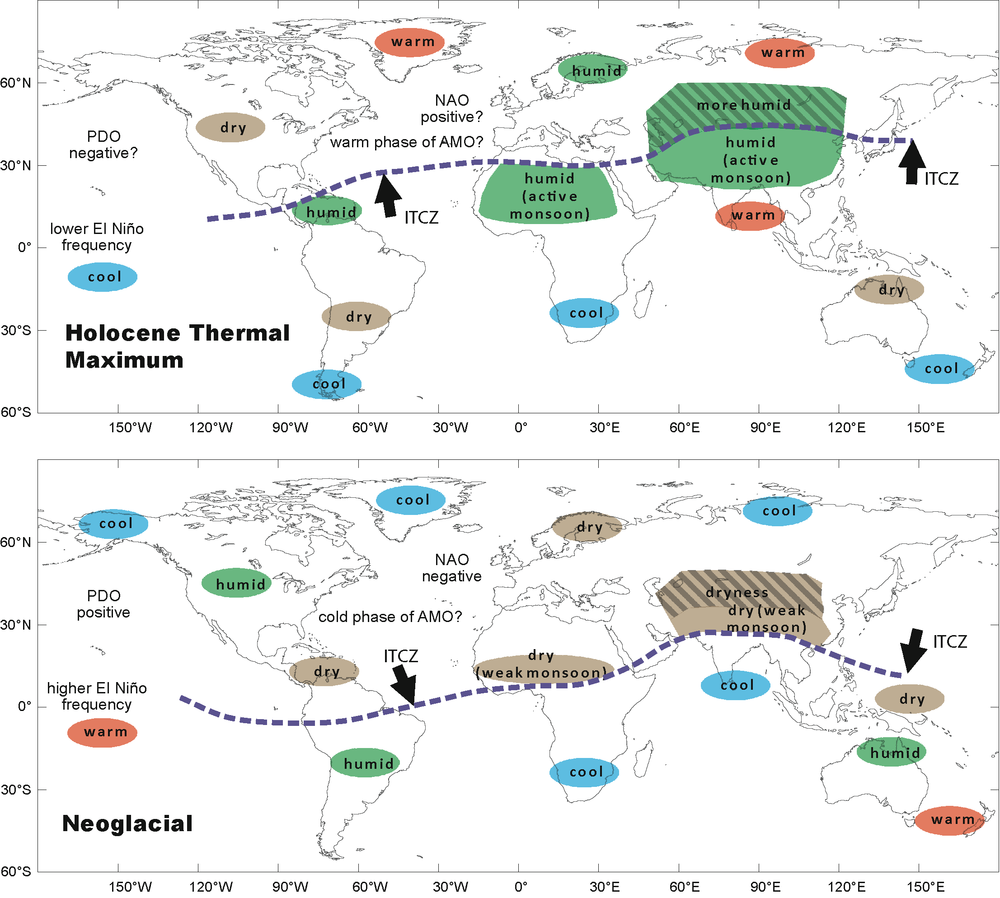 warm
warm
humid
60°N
NAO
positive?
more humid
dry
PDO
negative?
warm phase of AMO?
humid
(active
monsoon)
30°N
humid
(active
monsoon)
ITCZ
humid
ITCZ
warm
lower El Niño
frequency
0°
cool
dry
cool
dry
30°S
Holocene Thermal
Maximum
cool
cool
60°S
150°W
120°W
90°W
60°W
30°W
0°
30°E
60°E
90°E
120°E
150°E
cool
cool
cool
dry
60°N
NAO
negative
humid
dryness
PDO
positive
cold phase of AMO?
dry (weak
monsoon)
30°N
ITCZ
ITCZ
dry
(weak monsoon)
dry
higher El Niño
frequency
cool
dry
0°
warm
humid
humid
cool
30°S
Neoglacial
warm
60°S
150°W
120°W
90°W
60°W
30°W
0°
30°E
60°E
90°E
120°E
150°E